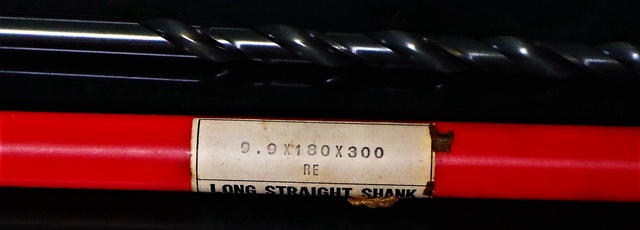 9.9X180X300
RE
LONG STRAIGHT SHANK